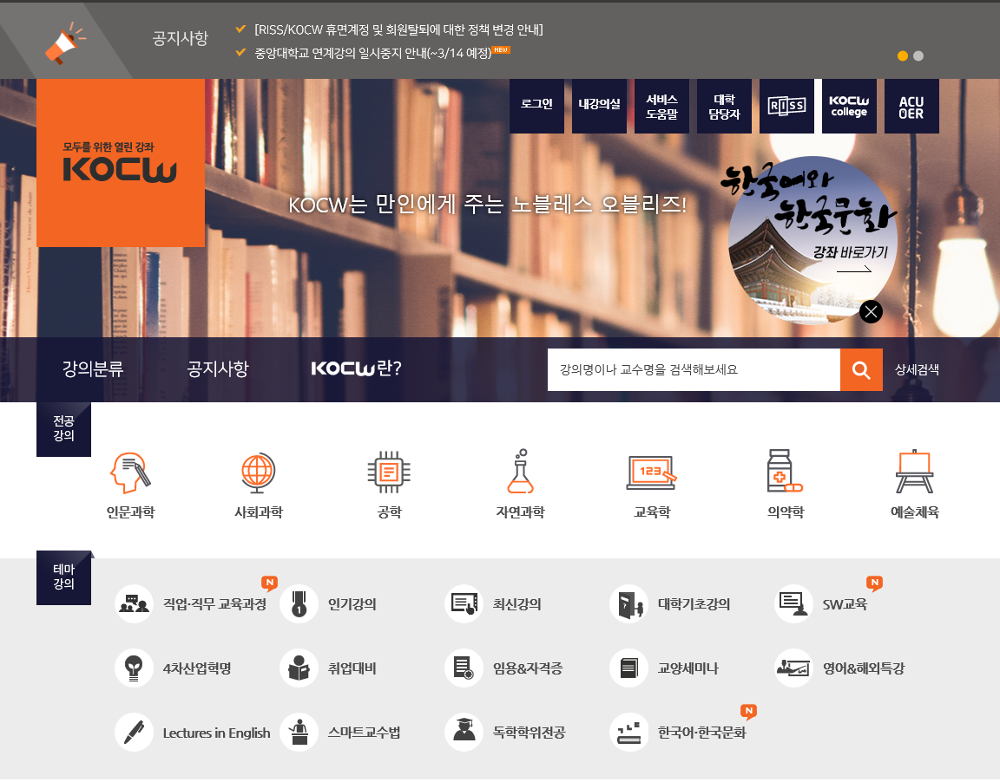 공지사항
[RISS/KOCW 휴면계정 및 회원탈퇴에 대한 정책 변경 안내]
중앙대학교 연계강의 일시중지 안내(~3/14 예정)
NEW
모두를 위한 열린 강좌
KOCW
로그인
내강의실
서비스
도움말
대학
담당자
RISS
KOCW
college
ACU
OER
KOCW는 만인에게 주는 노블레스 오블리즈!
한국어와
한국문화
강좌 바로가기
강의분류
공지사항
KOCW란?
강의명이나 교수명을 검색해보세요
상세검색
전공
강의
인문과학
사회과학
공학
자연과학
123
교육학
의약학
예술체육
테마
강의
직업·직무 교육과정
N
1
인기강의
최신강의
?
대학기초강의
SW교육
N
4차산업혁명
취업대비
임용&자격증
교양세미나
영어&해외특강
Lectures in English
스마트교수법
독학학위전공
한국어·한국문화
N